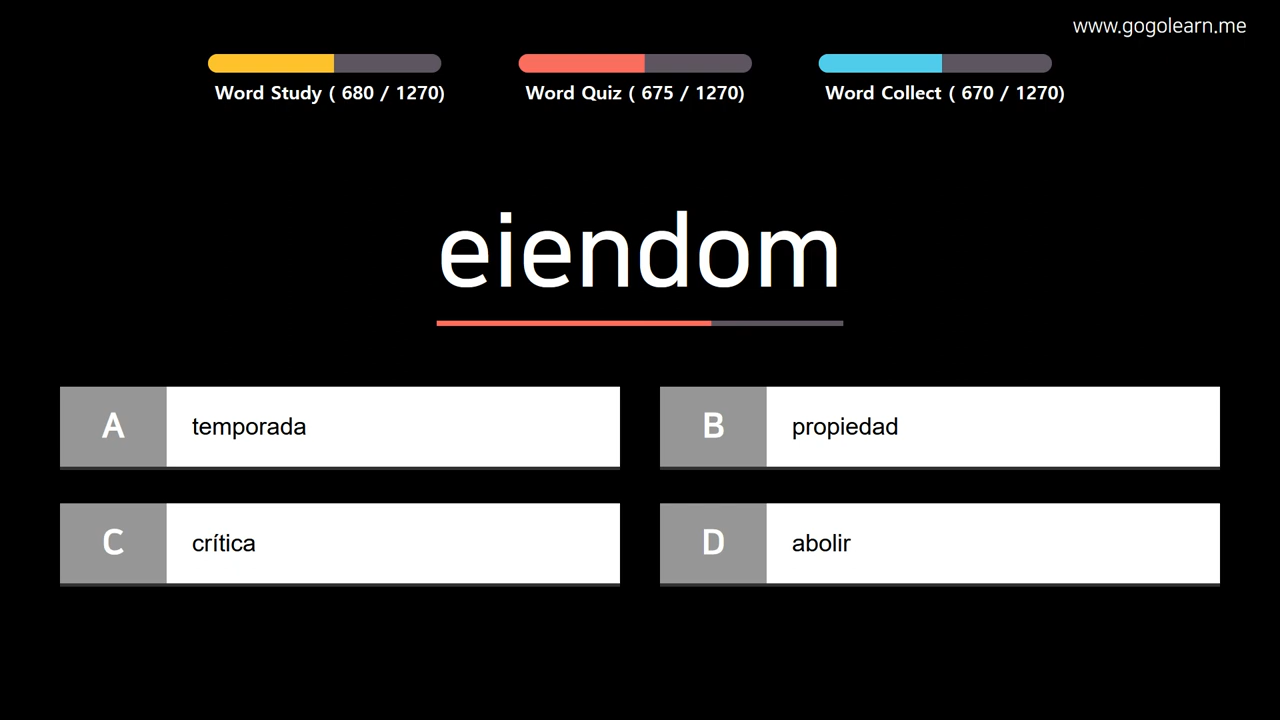 www.gogolearn.me
Word Study ( 680 / 1270)
Word Quiz ( 675 / 1270)
Word Collect ( 670 / 1270)
eiendom
A temporada
B propiedad
C crítica
D abolir